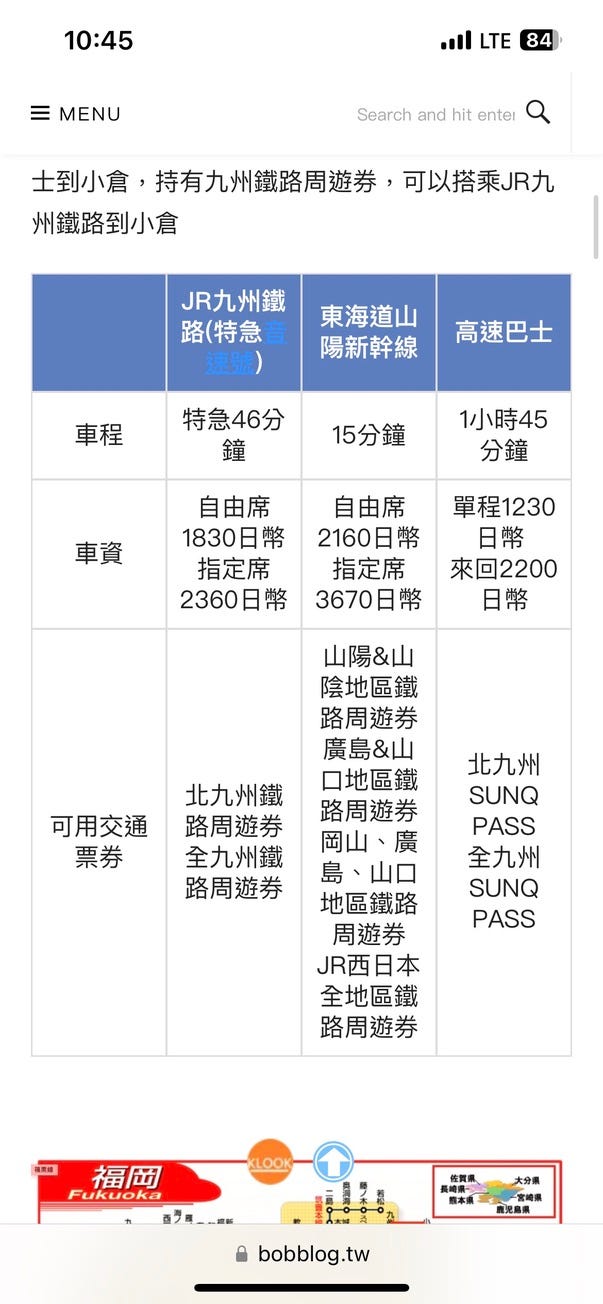 10:45
LTE 84
MENU
Search and hit enter
士到小倉，持有九州鐵路周遊券，可以搭乘JR九
州鐵路到小倉
JR九州鐵
路(特急音
速號)
東海道山
陽新幹線
高速巴士
車程
特急46分
鐘
15分鐘
1小時45
分鐘
車資
自由席
1830日幣
指定席
2360日幣
自由席
2160日幣
指定席
3670日幣
單程1230
日幣
來回2200
日幣
可用交通
票券
北九州鐵
路周遊券
全九州鐵
路周遊券
山陽&山
陰地區鐵
路周遊券
廣島&山
口地區鐵
路周遊券
岡山、廣
島、山口
地區鐵路
周遊券
JR西日本
全地區鐵
路周遊券
北九州
SUNQ
PASS
全九州
SUNQ
PASS
KLOOK
福岡
Fukuoka
佐賀県
長崎県
熊本県
大分県
宮崎県
鹿児島県
二島
奥洞海
藤ノ木
若松
bobblog.tw